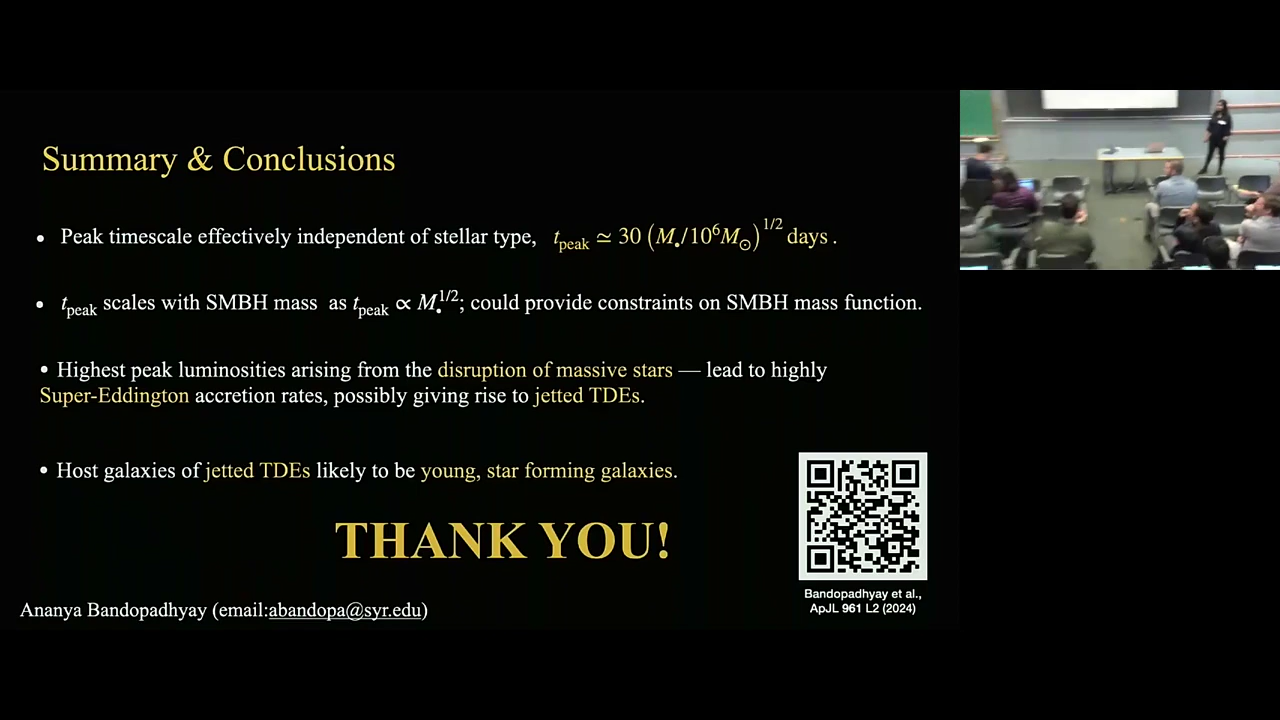 Summary & Conclusions
• Peak timescale effectively independent of stellar type, t_peak ≃ 30 (M_•/10^6 M_⊙)^1/2 days .
• t_peak scales with SMBH mass as t_peak ∝ M_•^1/2; could provide constraints on SMBH mass function.
• Highest peak luminosities arising from the disruption of massive stars — lead to highly
Super-Eddington accretion rates, possibly giving rise to jetted TDEs.
• Host galaxies of jetted TDEs likely to be young, star forming galaxies.
THANK YOU!
Bandopadhyay et al.,
ApJL 961 L2 (2024)
Ananya Bandopadhyay (email:abandopa@syr.edu)